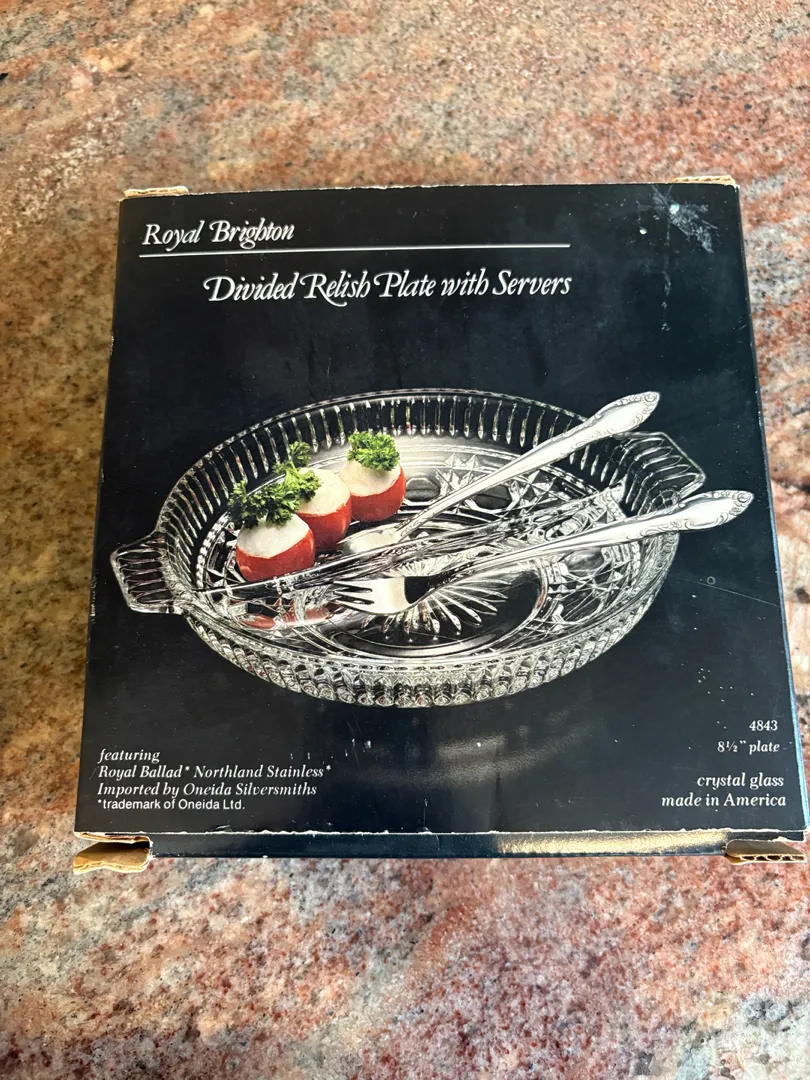 Royal Brighton
Divided Relish Plate with Servers
4843
8½" plate
featuring
Royal Ballad* Northland Stainless*
Imported by Oneida Silversmiths
*trademark of Oneida Ltd.
crystal glass
made in America